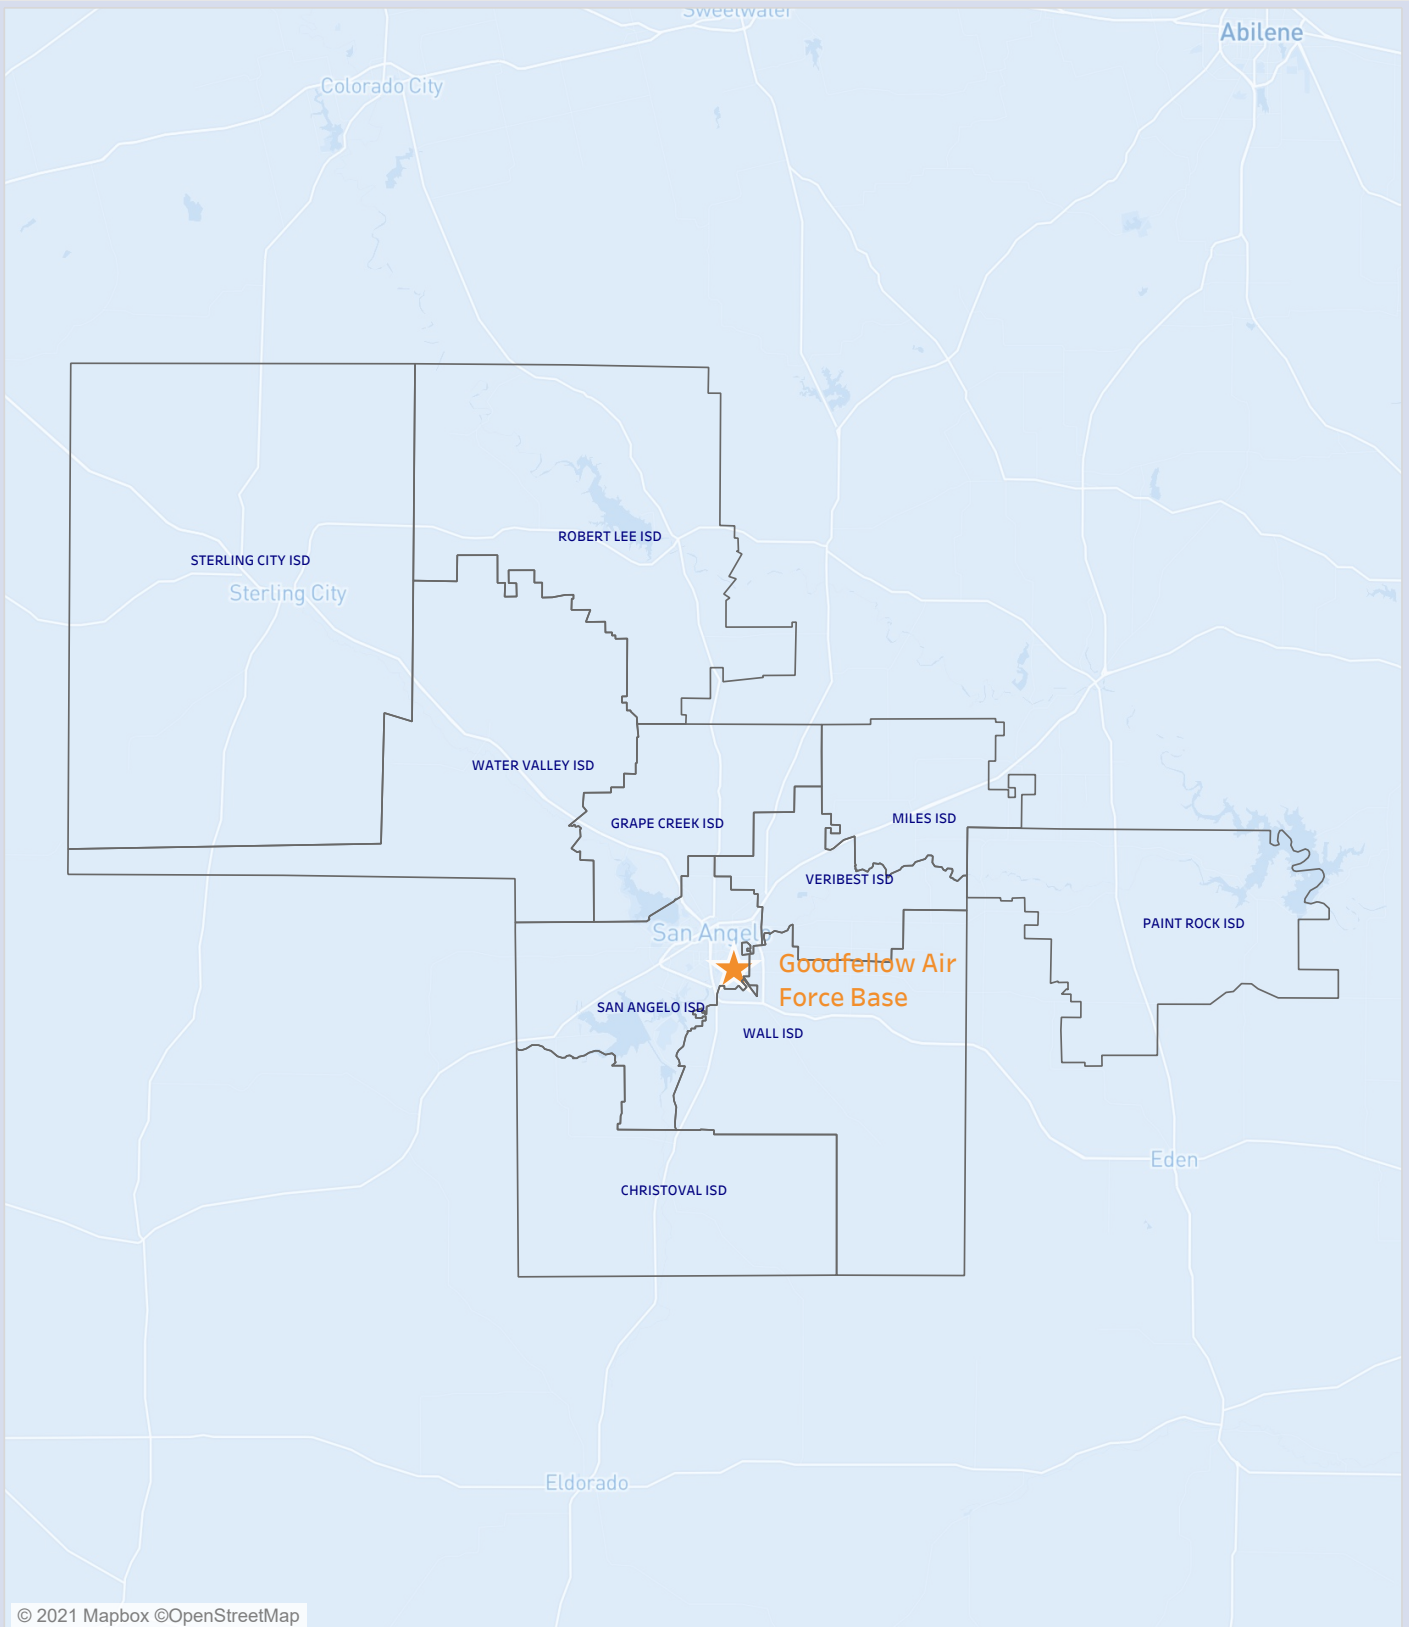 Sweetwater
Abilene
Colorado City
ROBERT LEE ISD
STERLING CITY ISD
Sterling City
WATER VALLEY ISD
GRAPE CREEK ISD
MILES ISD
VERIBEST ISD
PAINT ROCK ISD
San Angelo
Goodfellow Air
Force Base
SAN ANGELO ISD
WALL ISD
Eden
CHRISTOVAL ISD
Eldorado
© 2021 Mapbox ©OpenStreetMap